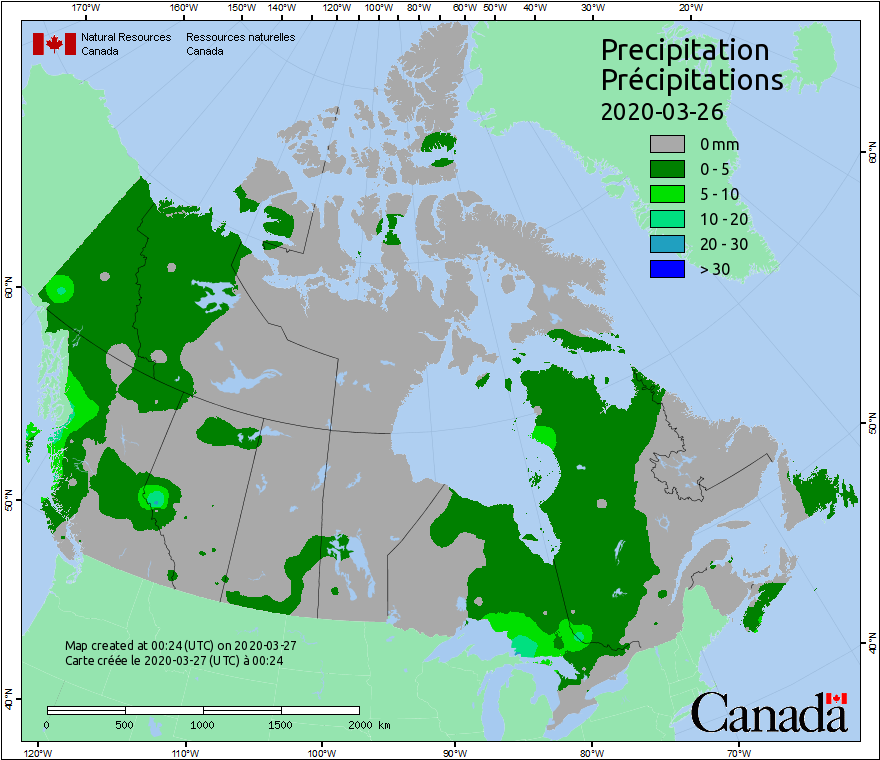 170°W 160°W 150°W 140°W 120°W 100°W 80°W 60°W 50°W 40°W 30°W 20°W
Natural Resources Ressources naturelles
Canada Canada
Precipitation
Précipitations
2020-03-26
0 mm
0 - 5
5 - 10
10 - 20
20 - 30
> 30
60°N 60°N
50°N 50°N
40°N 40°N
Map created at 00:24 (UTC) on 2020-03-27
Carte créée le 2020-03-27 (UTC) à 00:24
0 500 1000 1500 2000 km
Canada
120°W 110°W 100°W 90°W 80°W 70°W